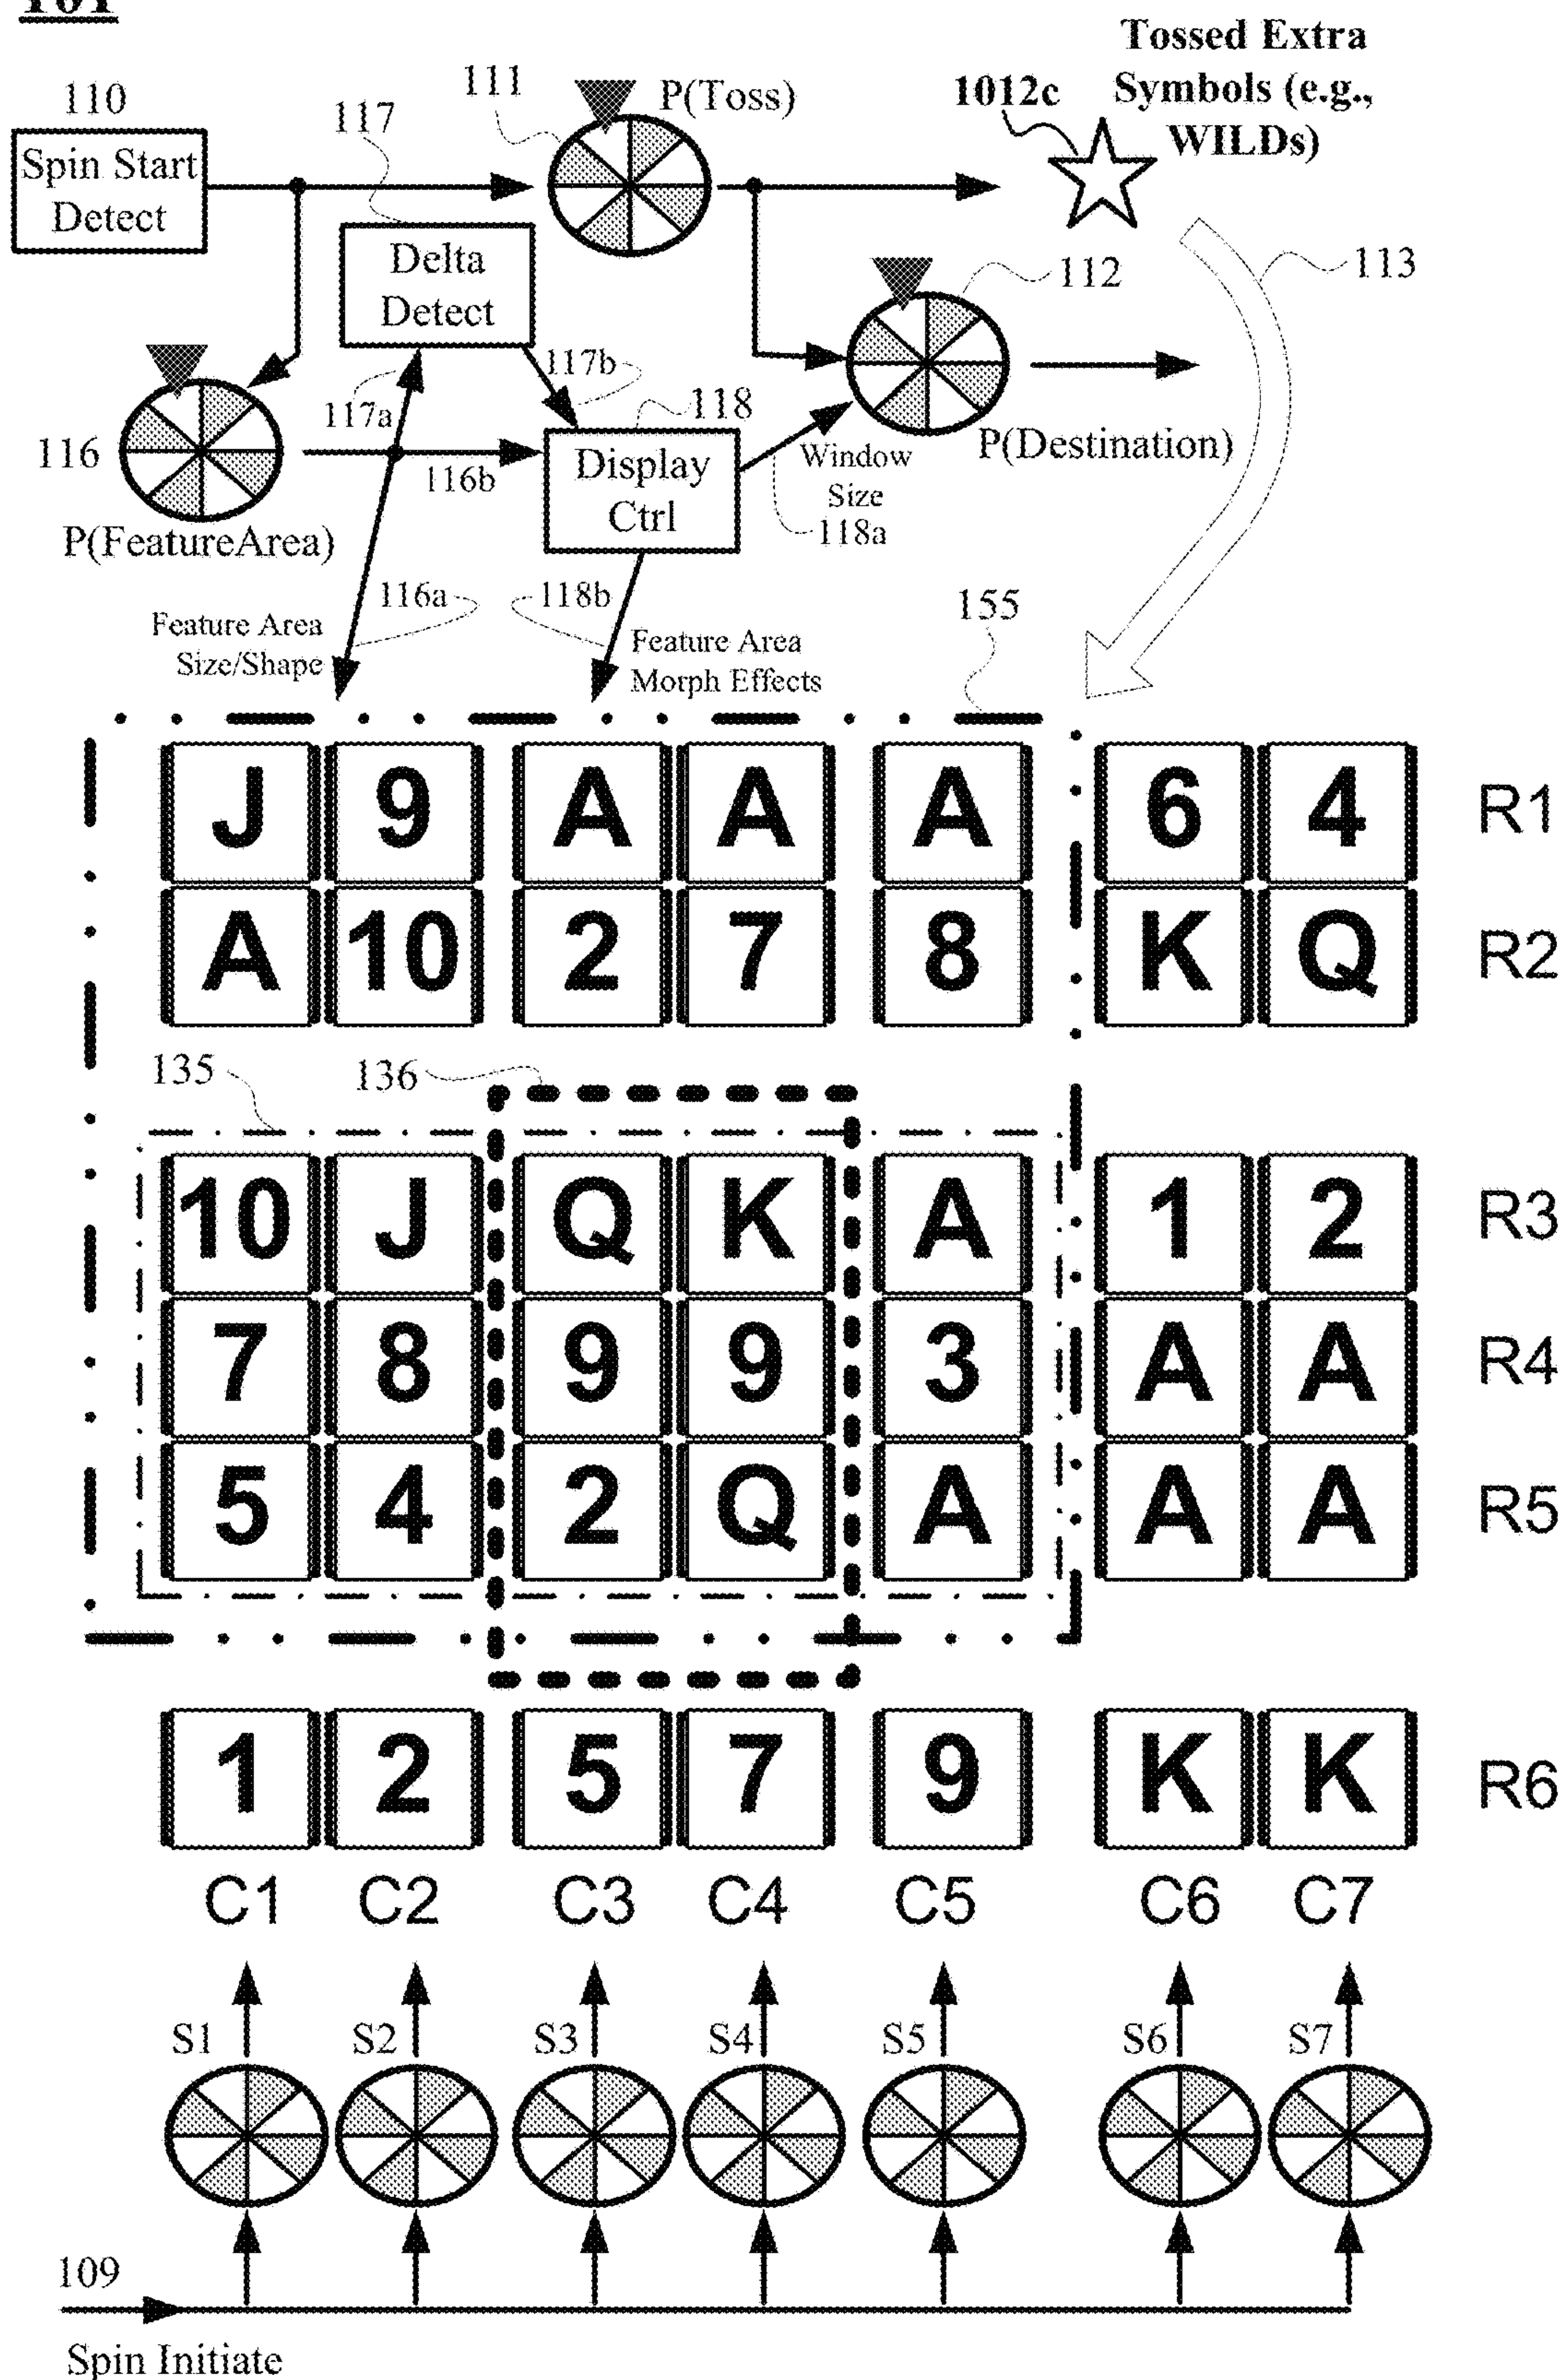 101
Tossed Extra
Symbols (e.g.,
WILDs)
1012c
111
P(Toss)
110
Spin Start
Detect
117
Delta
Detect
112
113
117a
117b
118
116
116b
Display
Ctrl
Window
Size
118a
P(Destination)
P(FeatureArea)
116a
118b
155
Feature Area
Size/Shape
Feature Area
Morph Effects
J 9 A A A 6 4 R1
A 10 2 7 8 K Q R2
135 136
10 J Q K A 1 2 R3
7 8 9 9 3 A A R4
5 4 2 Q A A A R5
1 2 5 7 9 K K R6
C1 C2 C3 C4 C5 C6 C7
S1 S2 S3 S4 S5 S6 S7
109
Spin Initiate